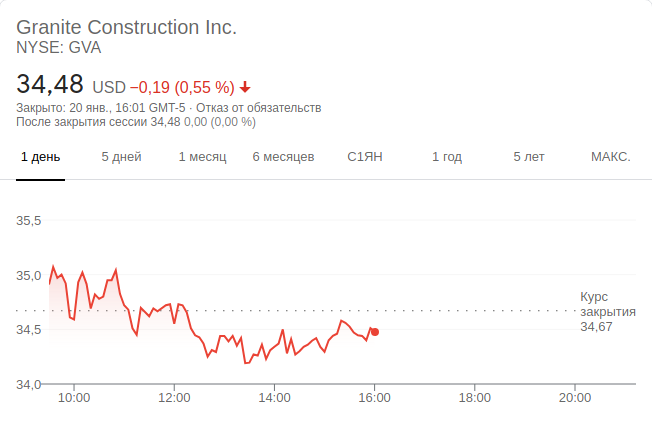 Granite Construction Inc.
NYSE: GVA
34,48 USD −0,19 (0,55 %)
Закрыто: 20 янв., 16:01 GMT-5 · Отказ от обязательств
После закрытия сессии 34,48 0,00 (0,00 %)
1 день 5 дней 1 месяц 6 месяцев С1ЯН 1 год 5 лет МАКС.
35,5
35,0
Курс
закрытия
34,67
34,5
34,0
10:00 12:00 14:00 16:00 18:00 20:00